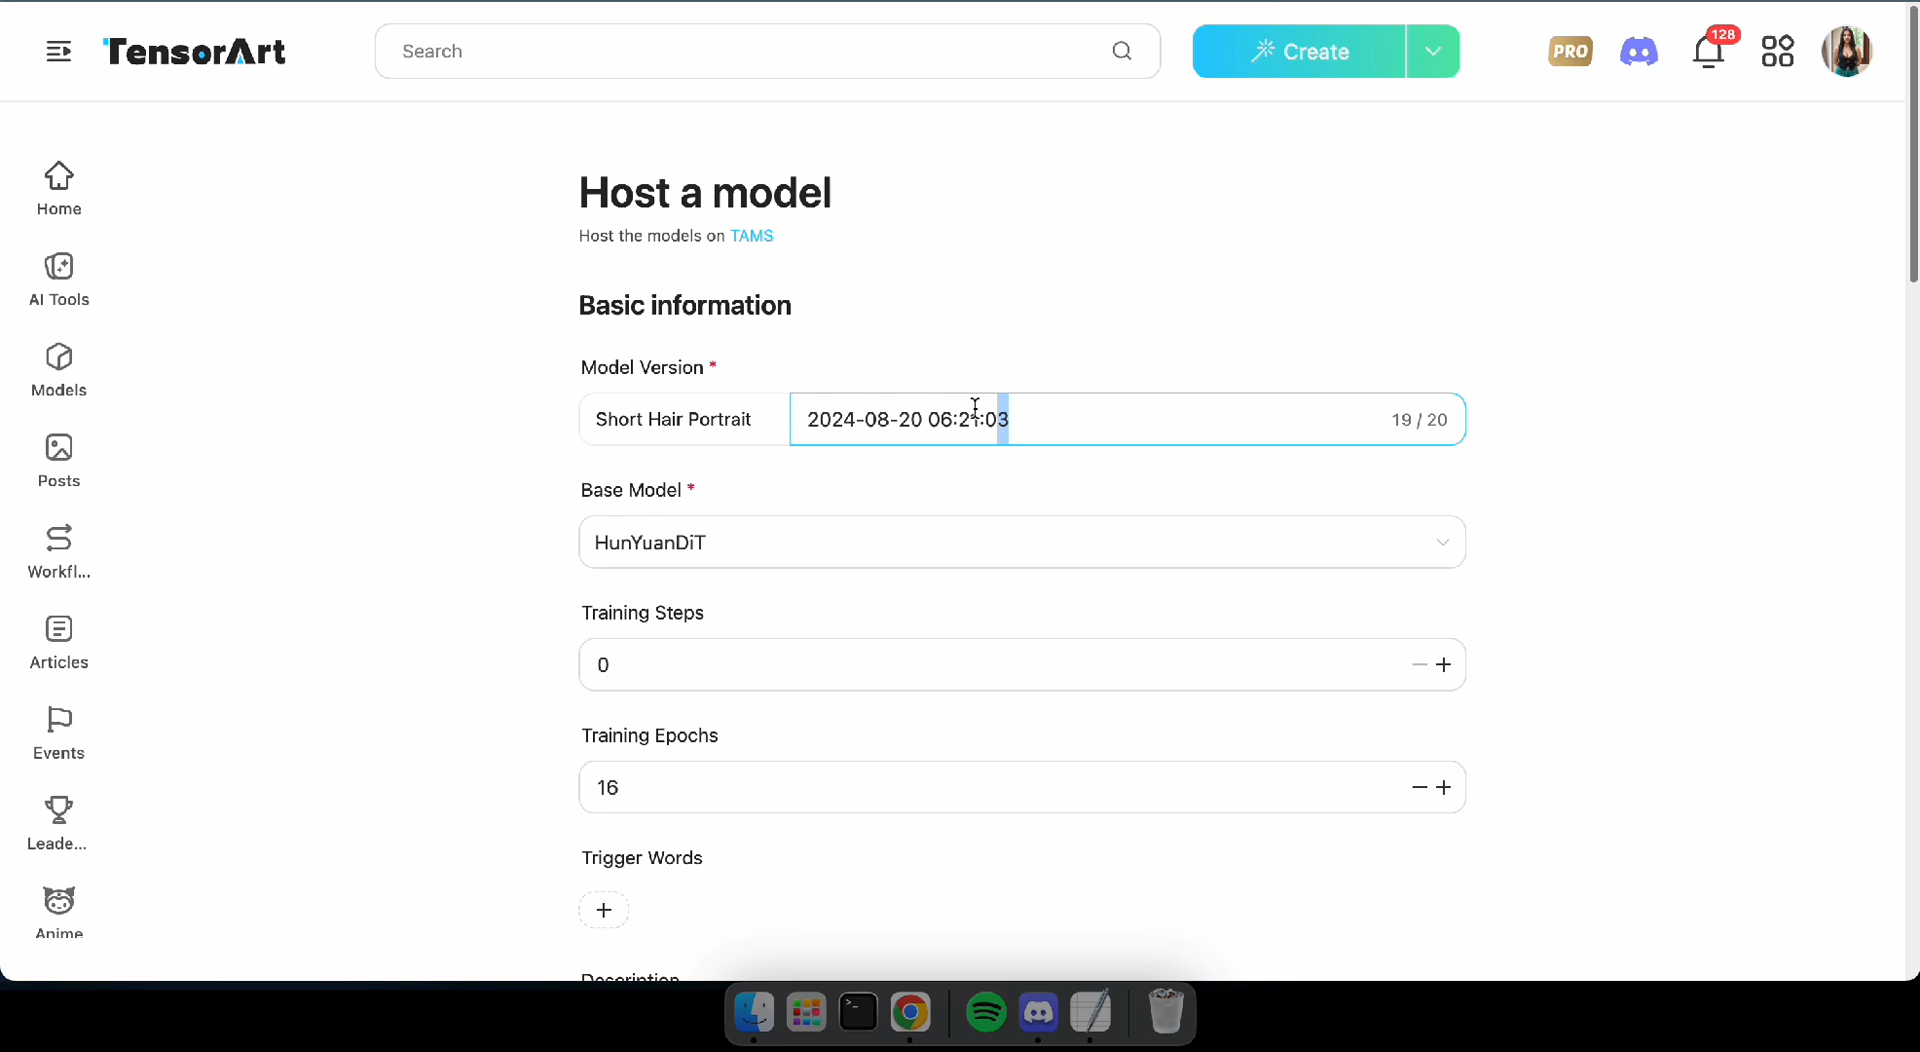 TensorArt
Search
Create
PRO
128
Home
AI Tools
Models
Posts
Workfl...
Articles
Events
Leade...
Anime
Host a model
Host the models on TAMS
Basic information
Model Version *
Short Hair Portrait
2024-08-20 06:21:03
19 / 20
Base Model *
HunYuanDiT
Training Steps
0
Training Epochs
16
Trigger Words
+
Description